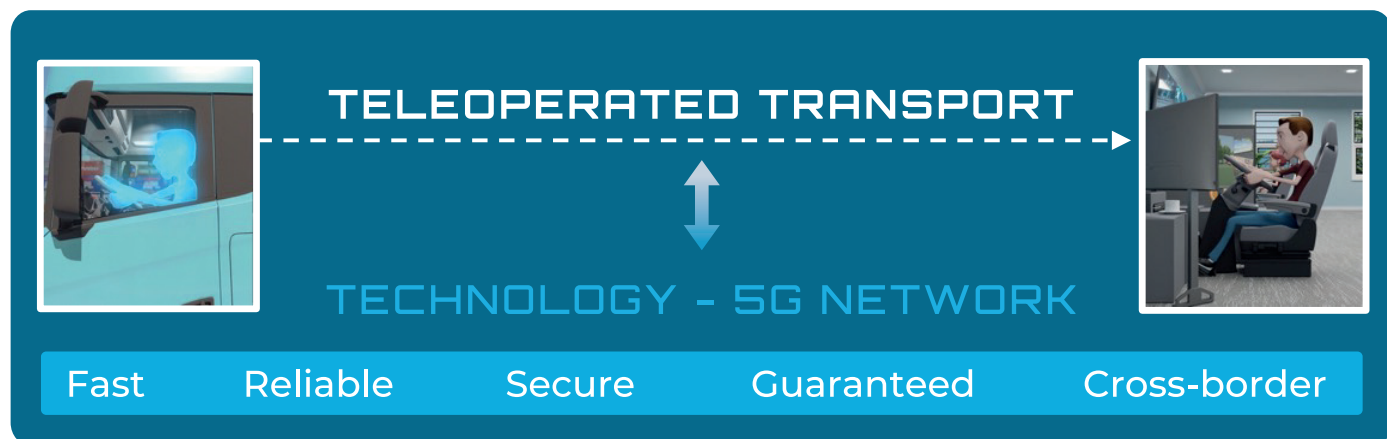 TELEOPERATED TRANSPORT
TECHNOLOGY - 5G NETWORK
Fast Reliable Secure Guaranteed Cross-border